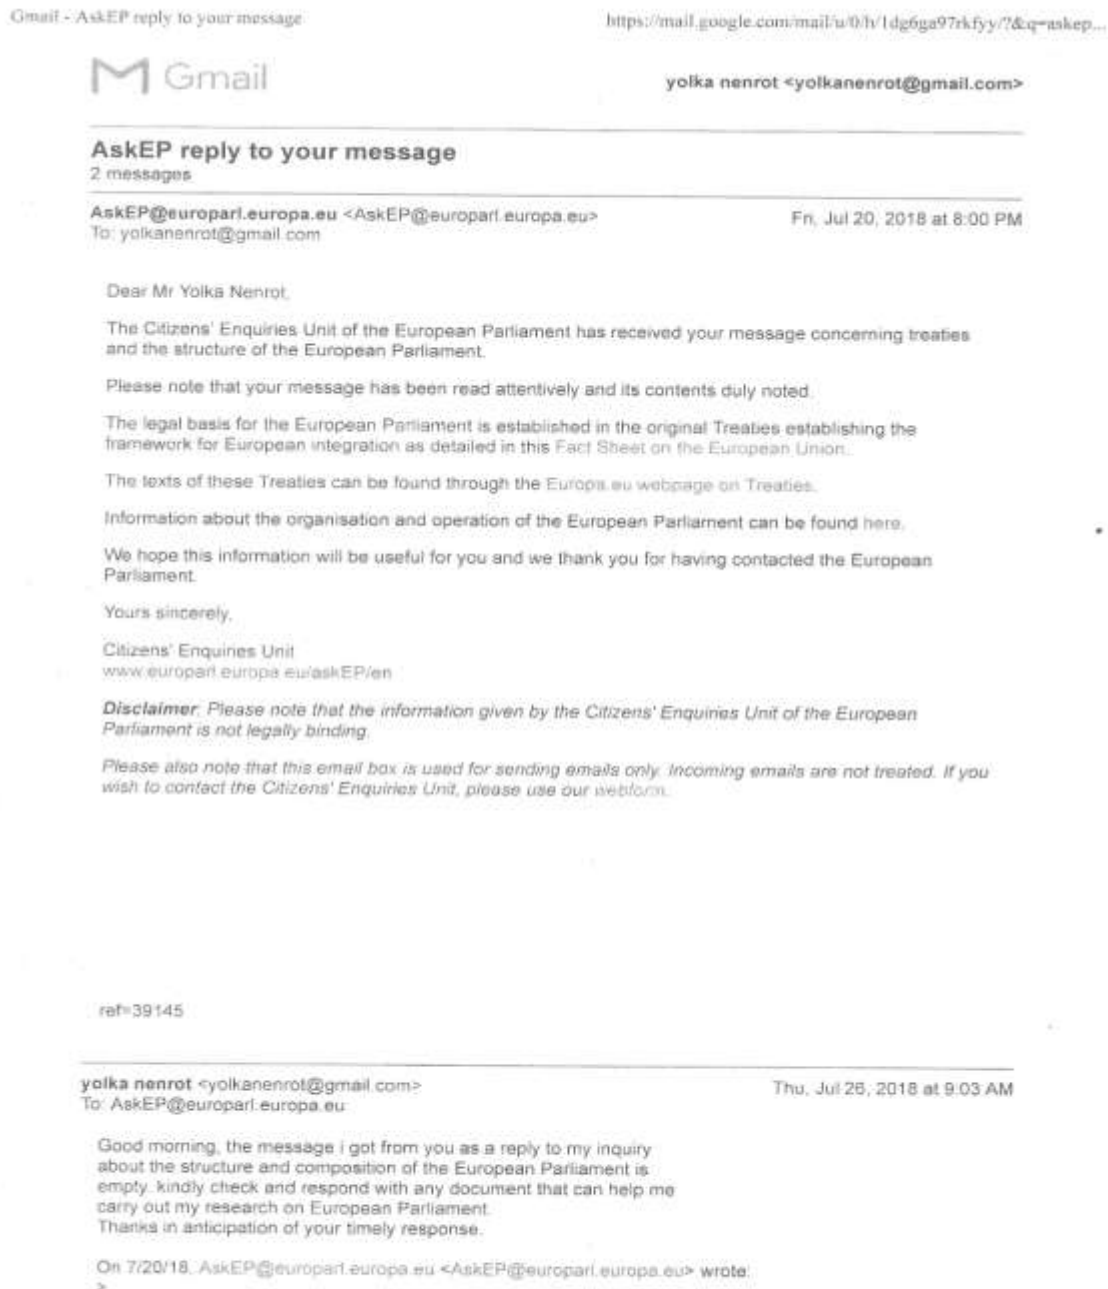 Gmail - AskEP reply to your message
https://mail.google.com/mail/u/0/h/1dg6ga97rkfyy/?&q=askep...
M Gmail
yolka nenrot <yolkanenrot@gmail.com>
AskEP reply to your message
2 messages
AskEP@europarl.europa.eu <AskEP@europarl.europa.eu>
Fri, Jul 20, 2018 at 8:00 PM
To: yolkanenrot@gmail.com
Dear Mr Yolka Nenrot,
The Citizens' Enquiries Unit of the European Parliament has received your message concerning treaties
and the structure of the European Parliament.
Please note that your message has been read attentively and its contents duly noted.
The legal basis for the European Parliament is established in the original Treaties establishing the
framework for European integration as detailed in this Fact Sheet on the European Union.
The texts of these Treaties can be found through the Europa.eu webpage on Treaties.
Information about the organisation and operation of the European Parliament can be found here.
We hope this information will be useful for you and we thank you for having contacted the European
Parliament.
Yours sincerely,
Citizens' Enquiries Unit
www.europarl.europa.eu/askEP/en
Disclaimer: Please note that the information given by the Citizens' Enquiries Unit of the European
Parliament is not legally binding.
Please also note that this email box is used for sending emails only. Incoming emails are not treated. If you
wish to contact the Citizens' Enquiries Unit, please use our webform.
ref=39145
yolka nenrot <yolkanenrot@gmail.com>
Thu, Jul 26, 2018 at 9:03 AM
To: AskEP@europarl.europa.eu
Good morning, the message i got from you as a reply to my inquiry
about the structure and composition of the European Parliament is
empty. kindly check and respond with any document that can help me
carry out my research on European Parliament.
Thanks in anticipation of your timely response.
On 7/20/18, AskEP@europarl.europa.eu <AskEP@europarl.europa.eu> wrote:
>